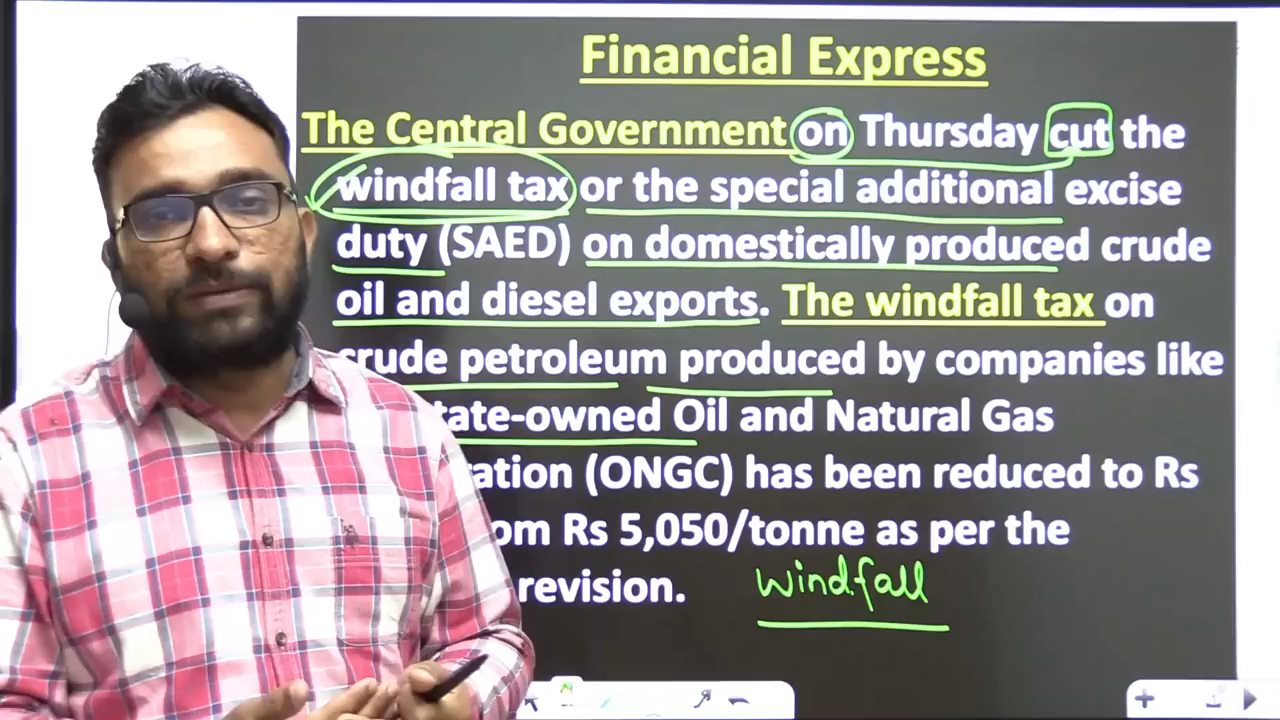 Financial Express
The Central Government on Thursday cut the
windfall tax or the special additional excise
duty (SAED) on domestically produced crude
oil and diesel exports. The windfall tax on
crude petroleum produced by companies like
tate-owned Oil and Natural Gas
ration (ONGC) has been reduced to Rs
om Rs 5,050/tonne as per the
revision.
windfall